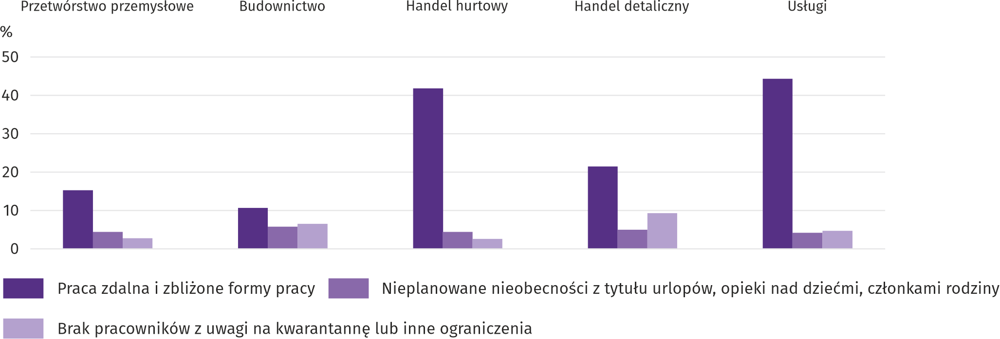 Przetwórstwo przemysłowe
Budownictwo
Handel hurtowy
Handel detaliczny
Usługi
%
50
40
30
20
10
0
Praca zdalna i zbliżone formy pracy
Nieplanowane nieobecności z tytułu urlopów, opieki nad dziećmi, członkami rodziny
Brak pracowników z uwagi na kwarantannę lub inne ograniczenia